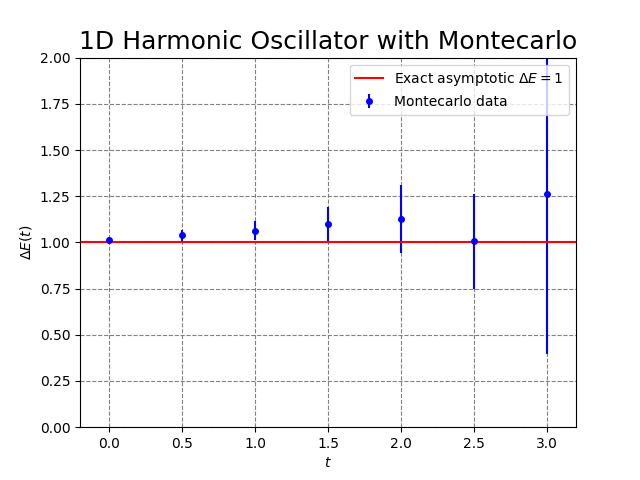 1D Harmonic Oscillator with Montecarlo
Exact asymptotic ΔE = 1
Montecarlo data
2.00
1.75
1.50
1.25
1.00
0.75
0.50
0.25
0.00
ΔE(t)
0.0 0.5 1.0 1.5 2.0 2.5 3.0
t